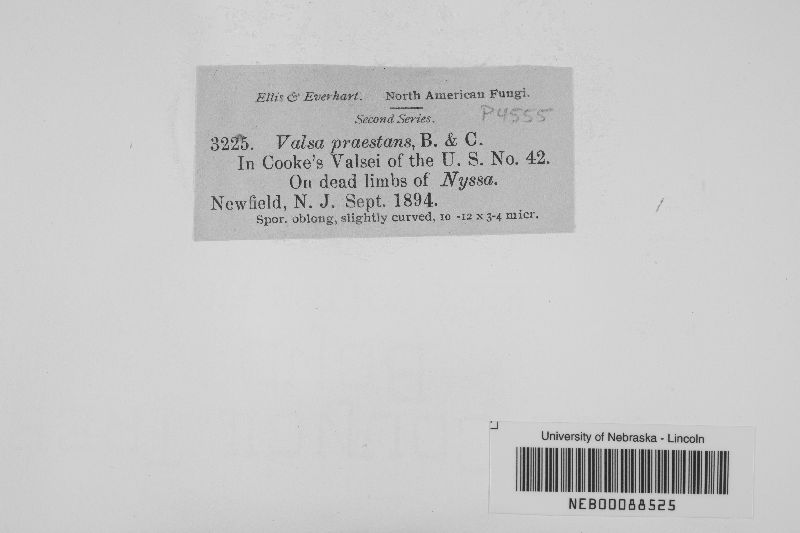 Ellis & Everhart. North American Fungi.
P4555
Second Series.
3225. Valsa praestans, B. & C.
In Cooke's Valsei of the U. S. No. 42.
On dead limbs of Nyssa.
Newfield, N. J. Sept. 1894.
Spor. oblong, slightly curved, 10-12 x 3-4 micr.
University of Nebraska - Lincoln
NEB00088525